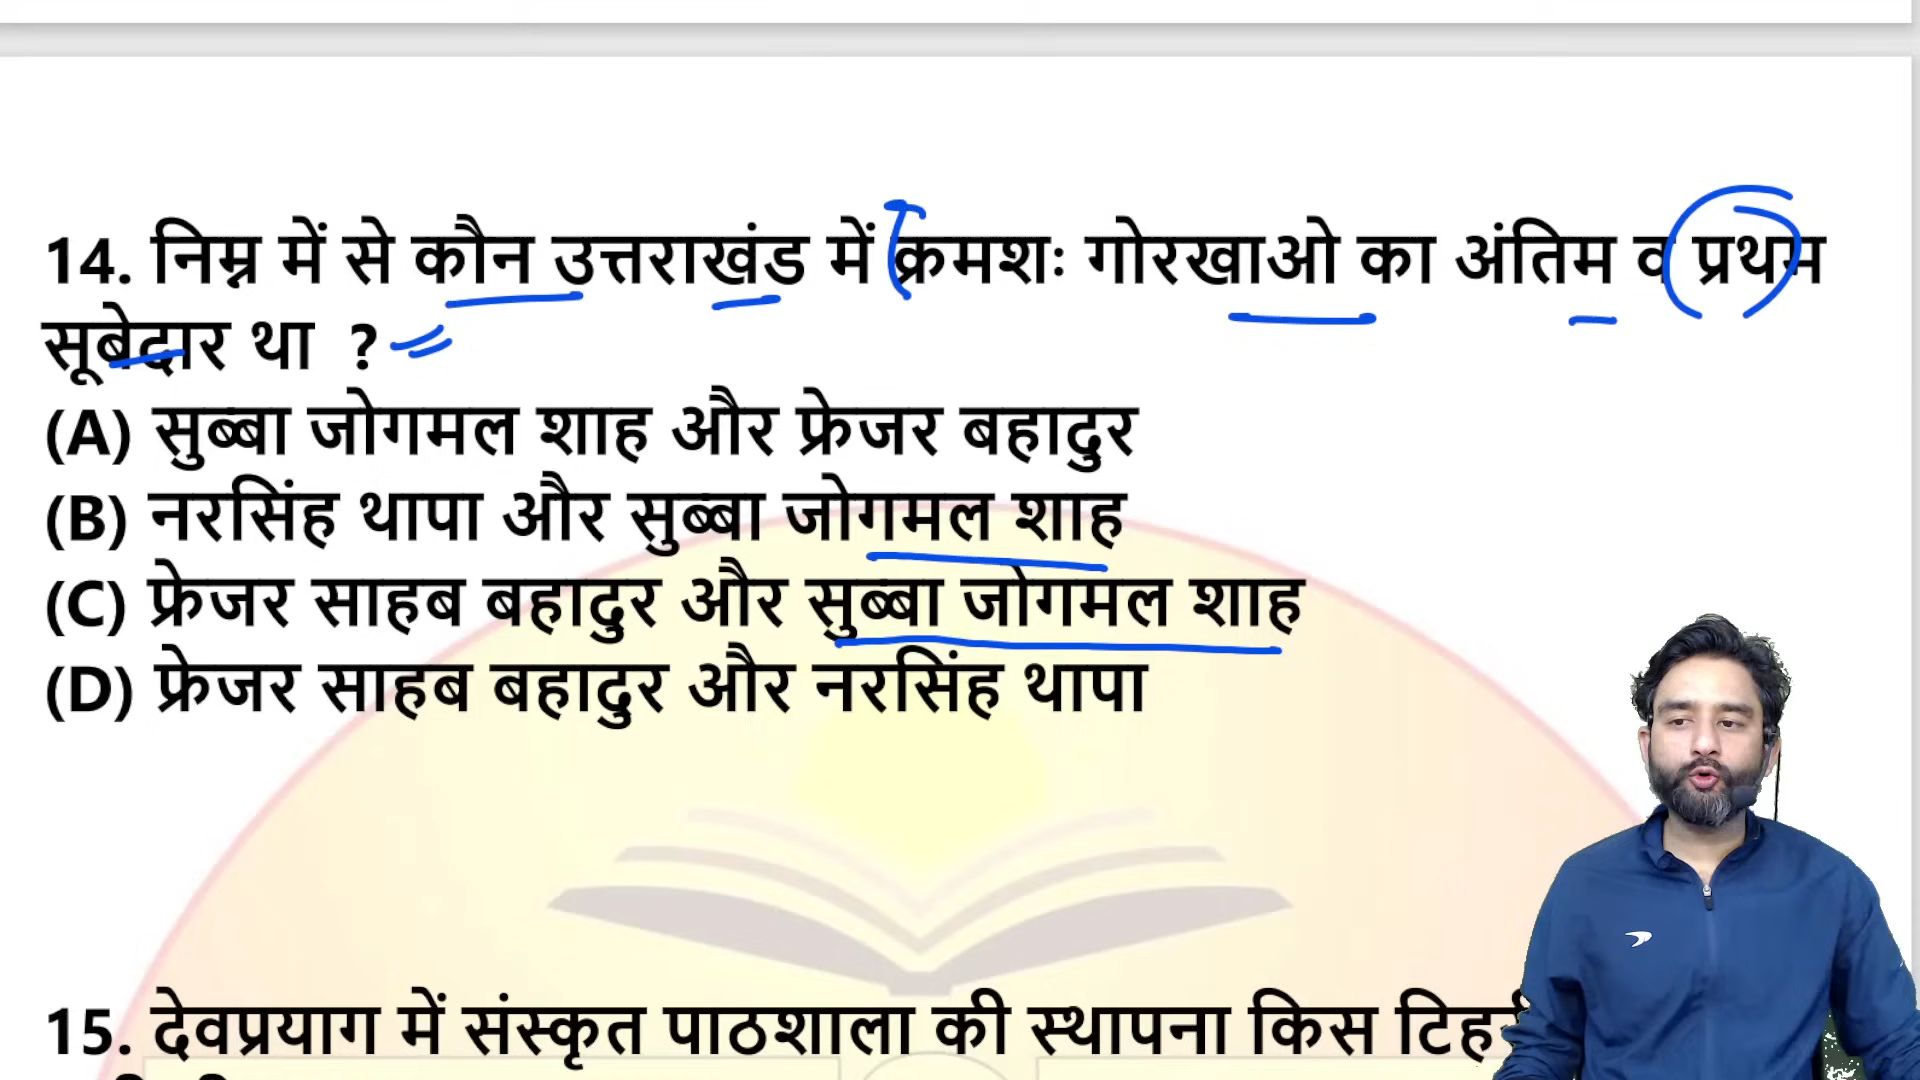 14. निम्न में से कौन उत्तराखंड में क्रमशः गोरखाओ का अंतिम व प्रथम
सूबेदार था ?
(A) सुब्बा जोगमल शाह और फ्रेजर बहादुर
(B) नरसिंह थापा और सुब्बा जोगमल शाह
(C) फ्रेजर साहब बहादुर और सुब्बा जोगमल शाह
(D) फ्रेजर साहब बहादुर और नरसिंह थापा
15. देवप्रयाग में संस्कृत पाठशाला की स्थापना किस